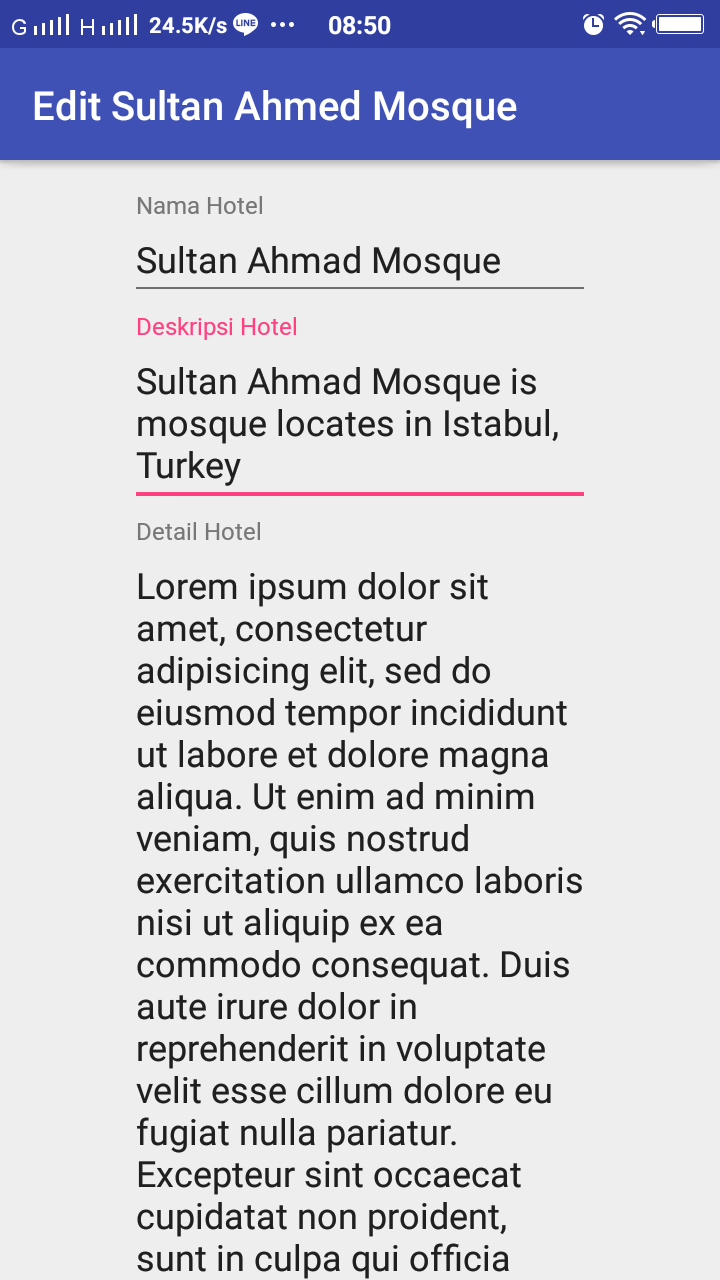 G H 24.5K/s LINE ••• 08:50
Edit Sultan Ahmed Mosque
Nama Hotel
Sultan Ahmad Mosque
Deskripsi Hotel
Sultan Ahmad Mosque is
mosque locates in Istabul,
Turkey
Detail Hotel
Lorem ipsum dolor sit
amet, consectetur
adipisicing elit, sed do
eiusmod tempor incididunt
ut labore et dolore magna
aliqua. Ut enim ad minim
veniam, quis nostrud
exercitation ullamco laboris
nisi ut aliquip ex ea
commodo consequat. Duis
aute irure dolor in
reprehenderit in voluptate
velit esse cillum dolore eu
fugiat nulla pariatur.
Excepteur sint occaecat
cupidatat non proident,
sunt in culpa qui officia